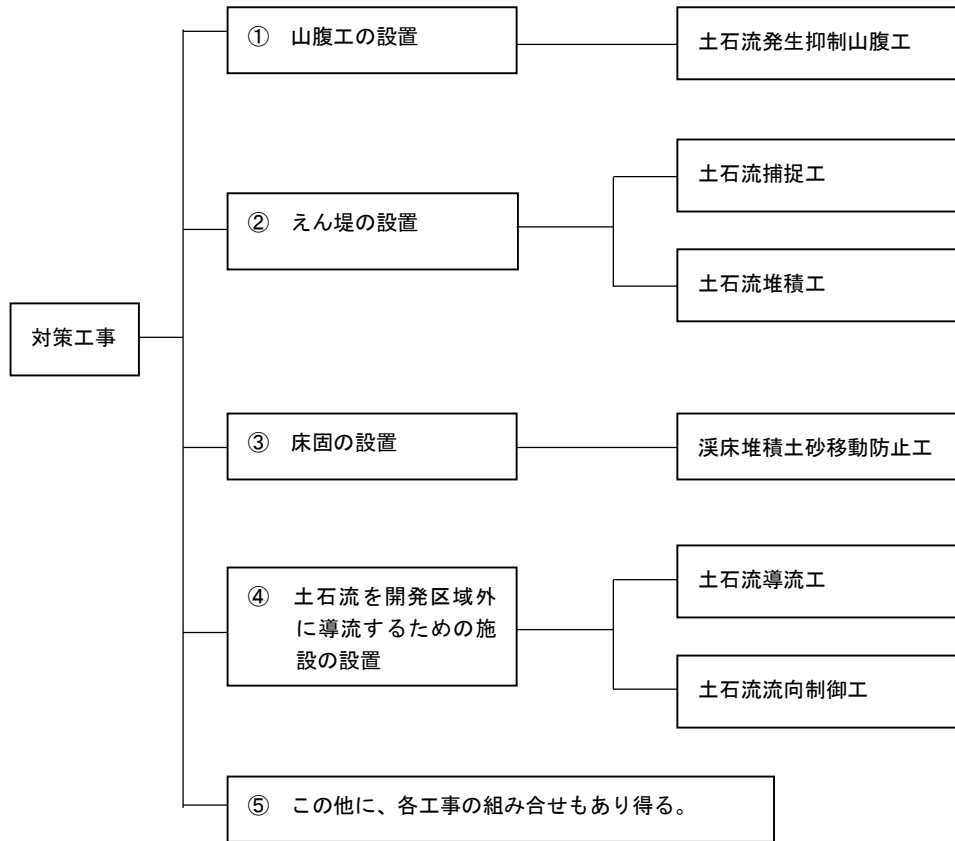 ① 山腹工の設置
土石流発生抑制山腹工
土石流捕捉工
② えん堤の設置
土石流堆積工
対策工事
③ 床固の設置
渓床堆積土砂移動防止工
④ 土石流を開発区域外
に導流するための施
設の設置
土石流導流工
土石流流向制御工
⑤ この他に、各工事の組み合せもあり得る。